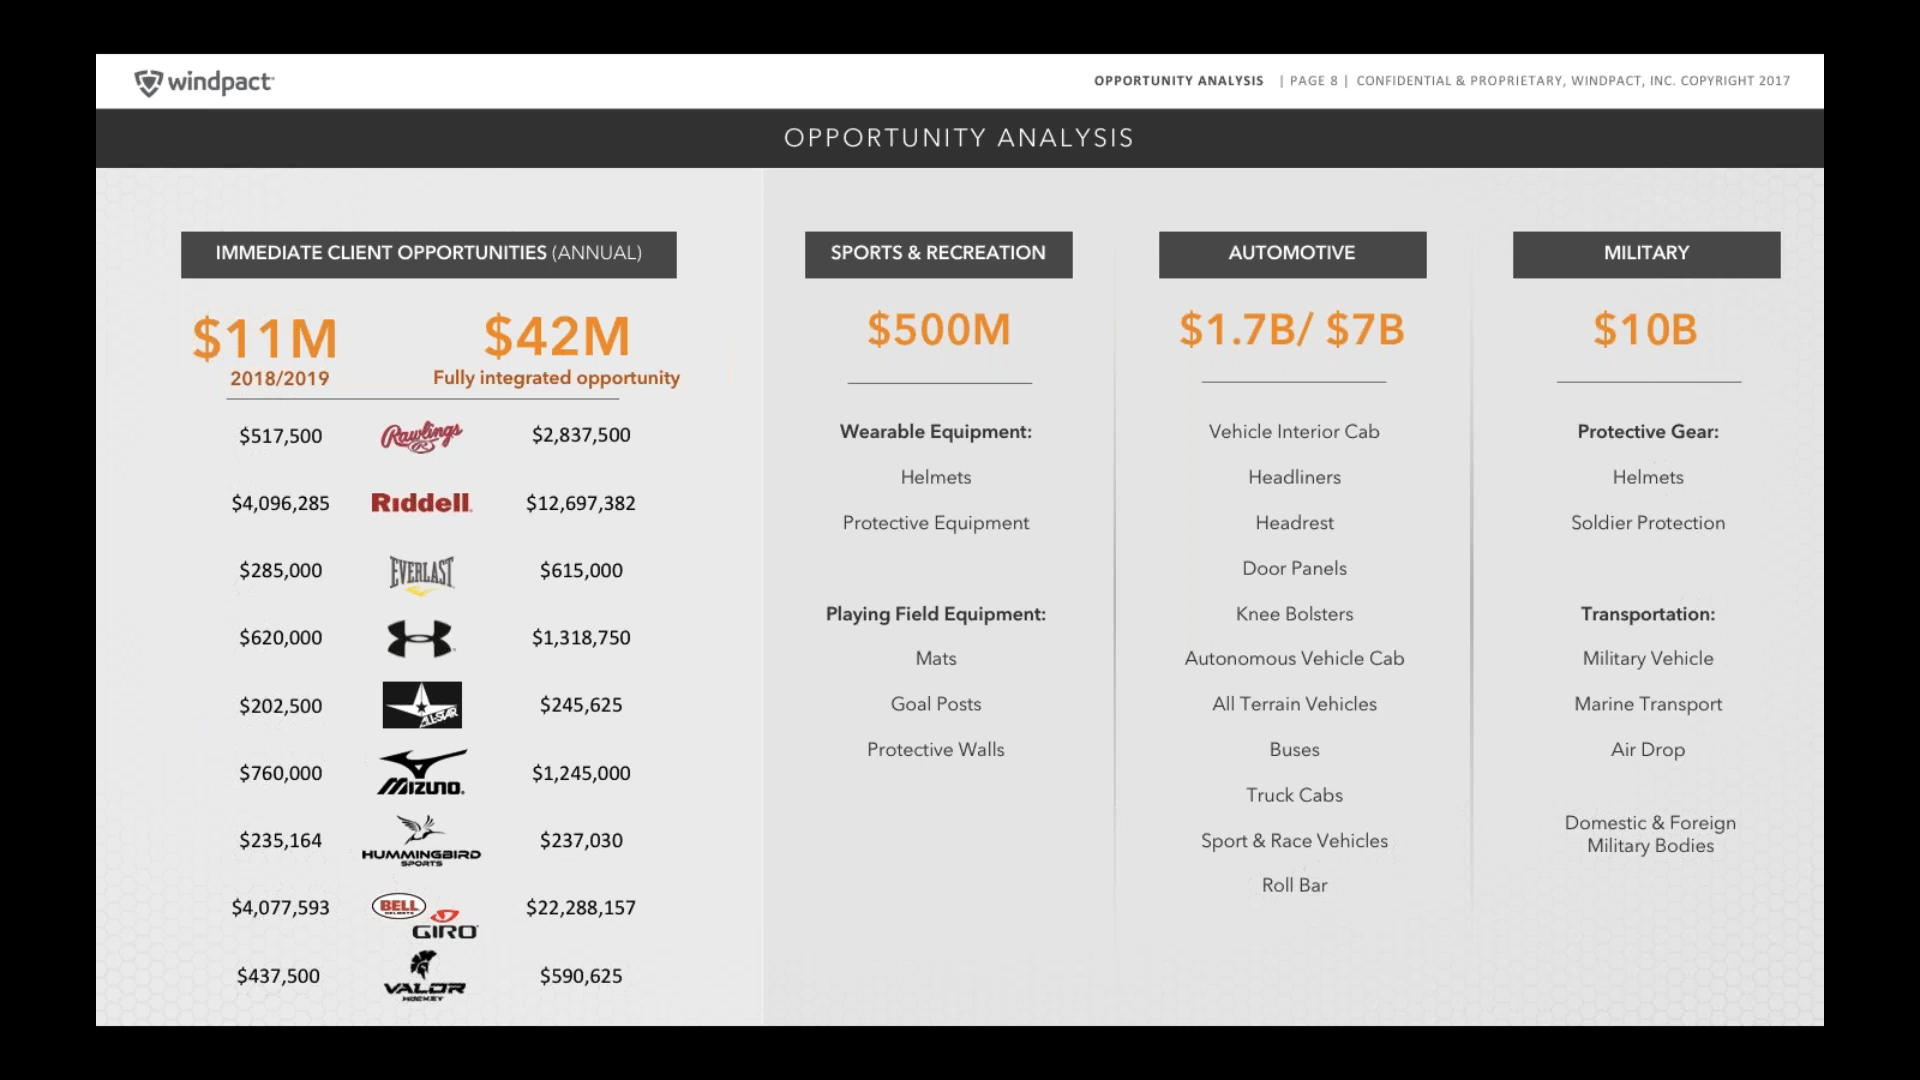 windpact
OPPORTUNITY ANALYSIS | PAGE 8 | CONFIDENTIAL & PROPRIETARY, WINDPACT, INC. COPYRIGHT 2017
OPPORTUNITY ANALYSIS
IMMEDIATE CLIENT OPPORTUNITIES (ANNUAL)
$11M $42M
2018/2019 Fully integrated opportunity
$517,500 Rawlings R $2,837,500
$4,096,285 Riddell $12,697,382
$285,000 EVERLAST $615,000
$620,000 $1,318,750
$202,500 ALL-STAR $245,625
$760,000 MIZUNO $1,245,000
$235,164 HUMMINGBIRD $237,030
SPORTS
$4,077,593 BELL $22,288,157
HELMETS
GIRO
$437,500 VALOR $590,625
HOCKEY
SPORTS & RECREATION
$500M
Wearable Equipment:
Helmets
Protective Equipment
Playing Field Equipment:
Mats
Goal Posts
Protective Walls
AUTOMOTIVE
$1.7B/ $7B
Vehicle Interior Cab
Headliners
Headrest
Door Panels
Knee Bolsters
Autonomous Vehicle Cab
All Terrain Vehicles
Buses
Truck Cabs
Sport & Race Vehicles
Roll Bar
MILITARY
$10B
Protective Gear:
Helmets
Soldier Protection
Transportation:
Military Vehicle
Marine Transport
Air Drop
Domestic & Foreign
Military Bodies